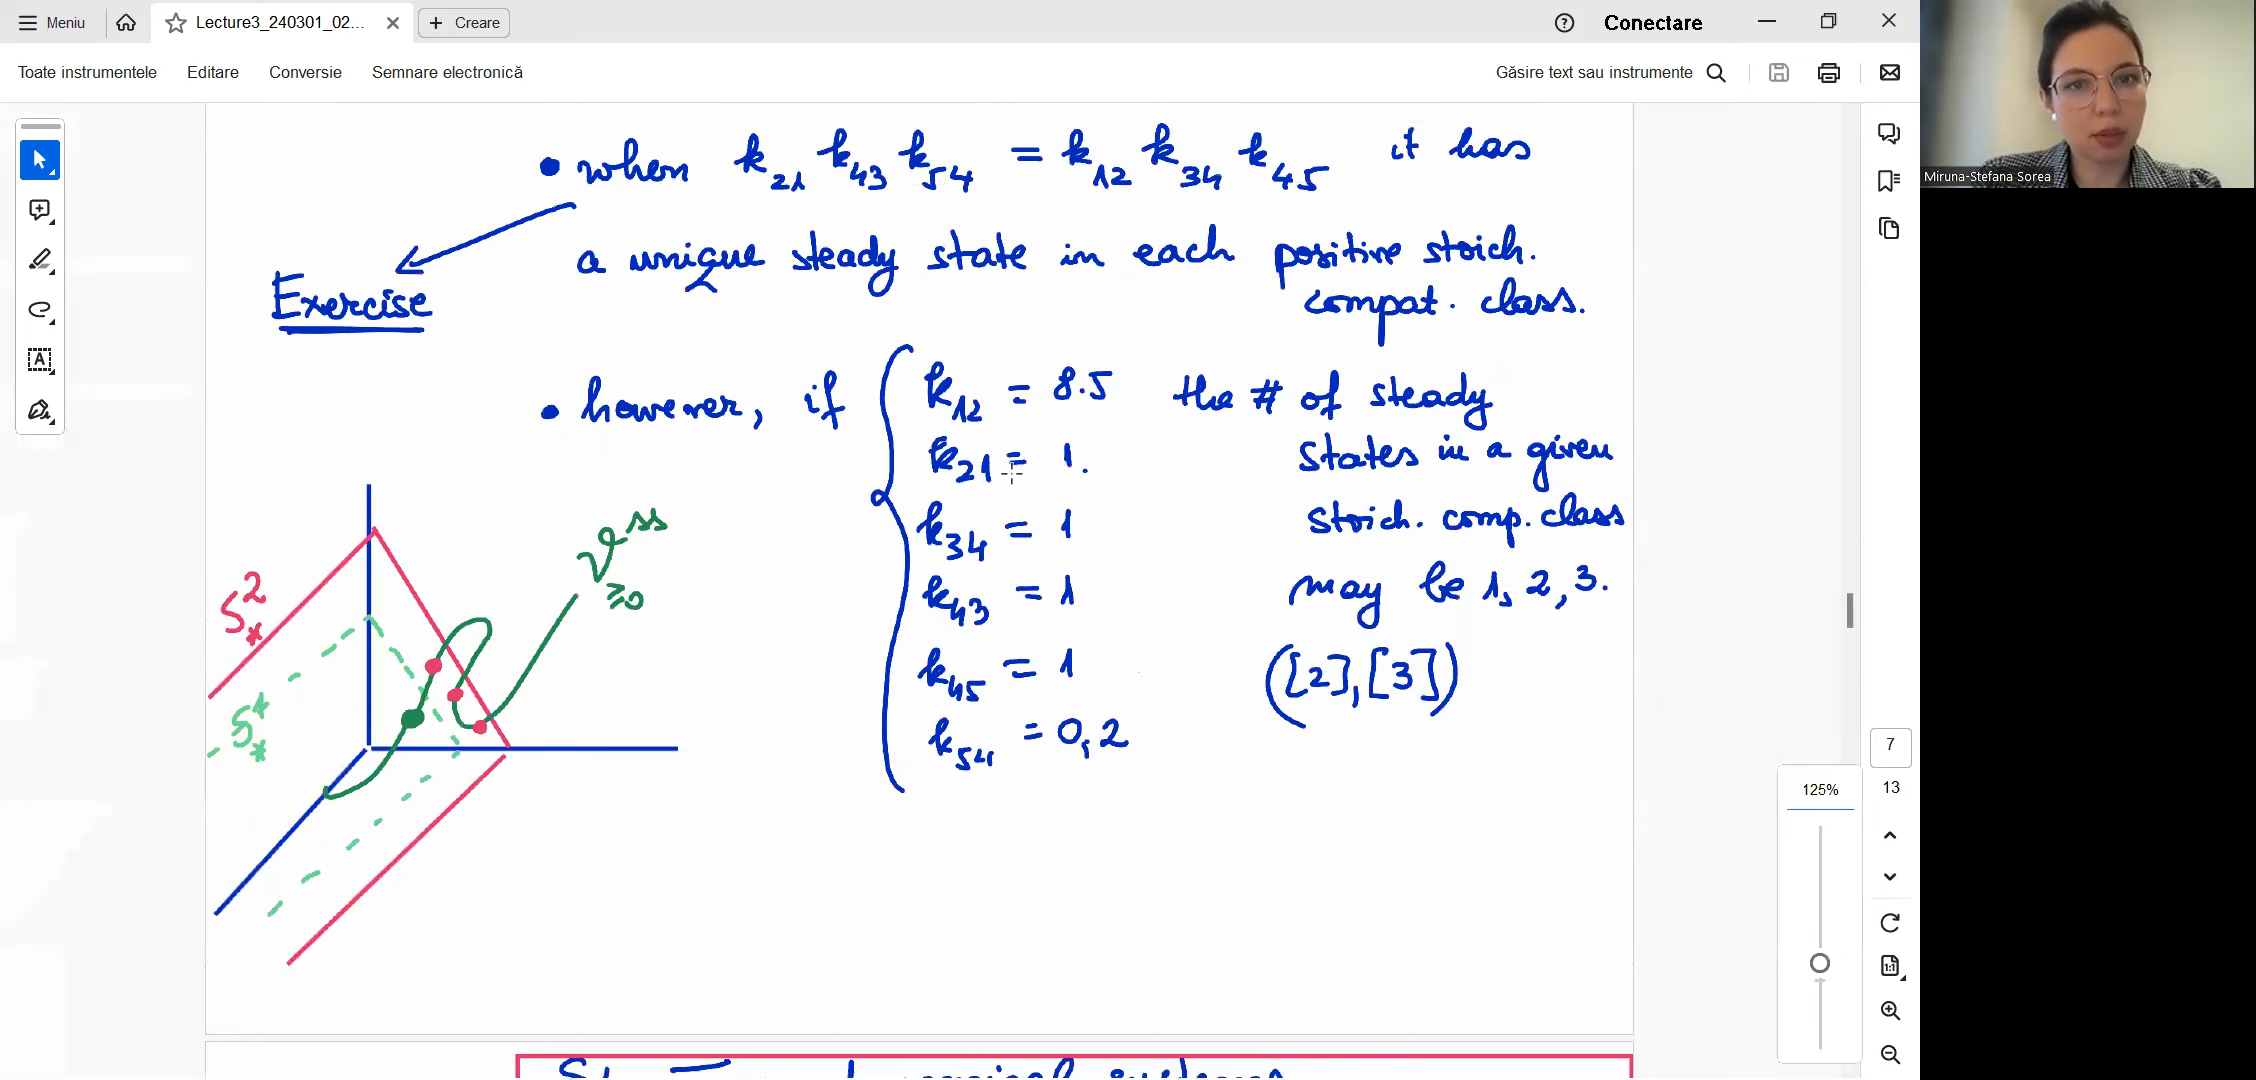 Meniu
Lecture3_240301_02...
Creare
Conectare
Toate instrumentele Editare Conversie Semnare electronică
Găsire text sau instrumente
Miruna-Stefana Sorea
• when k21 k43 k54 = k12 k34 k45 it has
a unique steady state in each positive stoich.
compat. class.
Exercise
• however, if
k12 = 8.5
k21 = 1.
k34 = 1
k43 = 1
k45 = 1
k54 = 0,2
the # of steady
states in a given
stoich. comp. class
may be 1, 2, 3.
([2], [3])
V^ss ≥0
S^2_*
S^*_*
A
7
13
125%
1:1